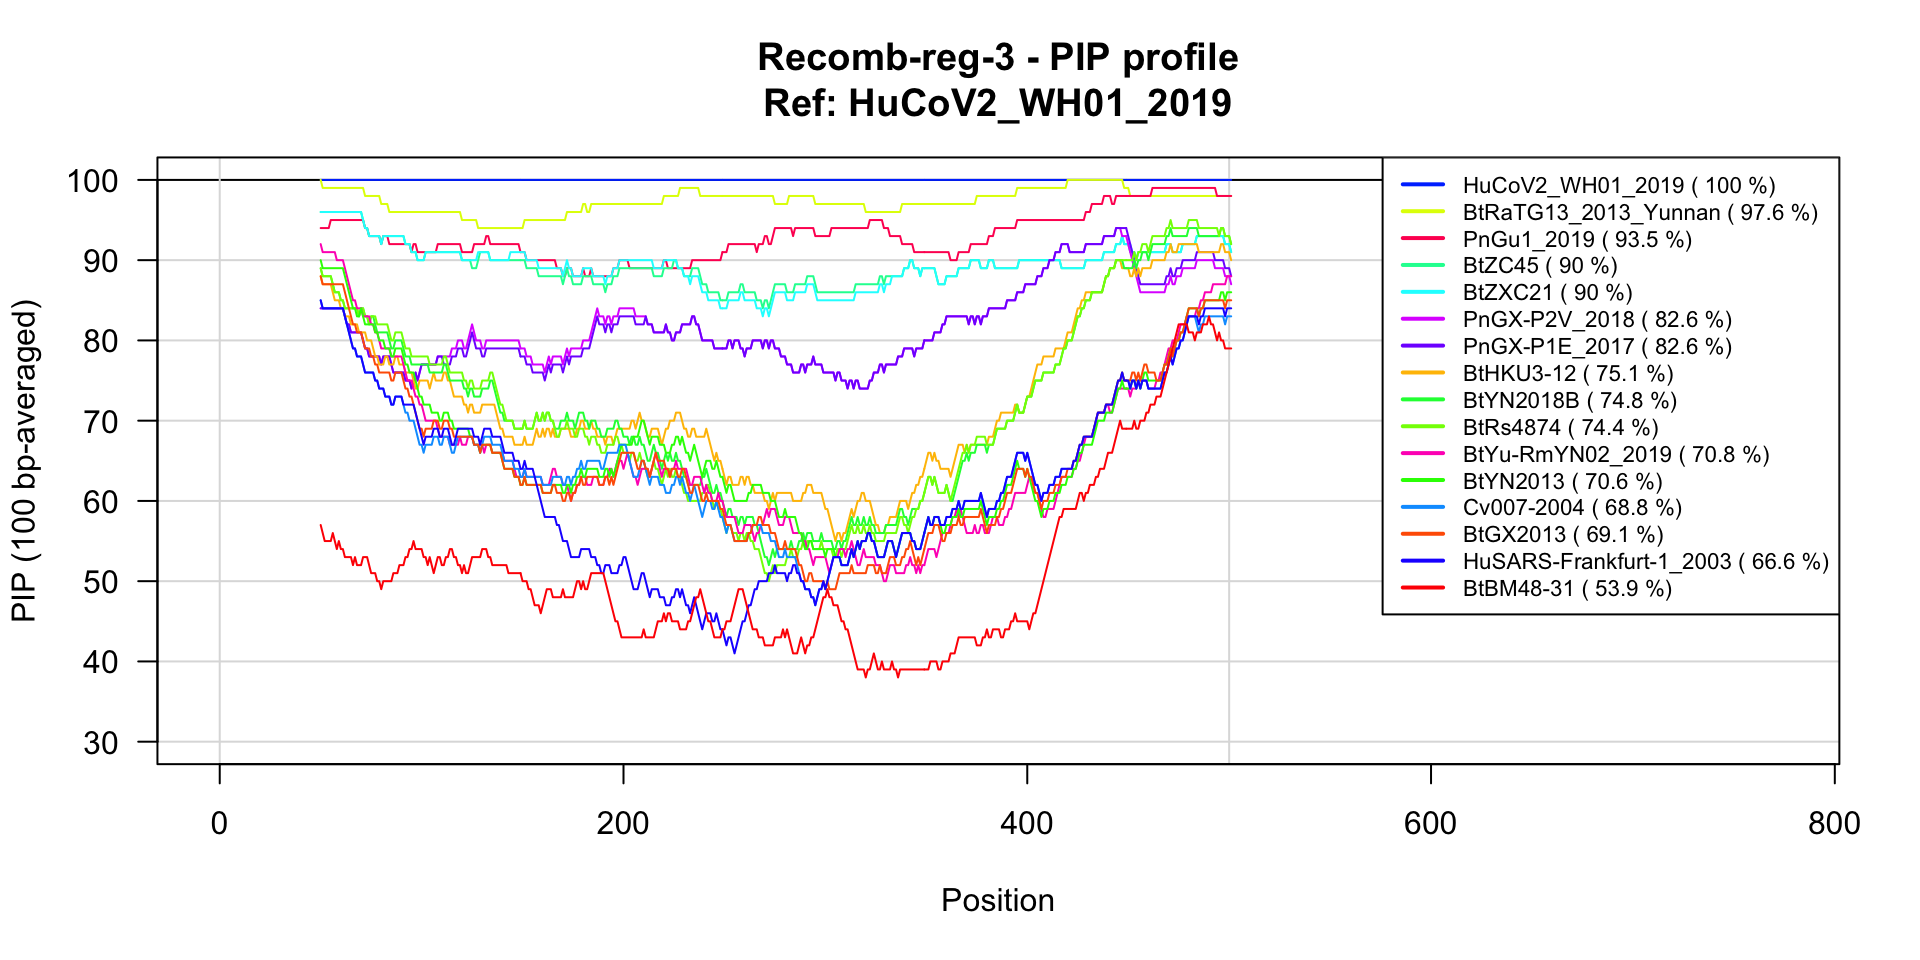 Recomb-reg-3 - PIP profile
Ref: HuCoV2_WH01_2019
PIP (100 bp-averaged)
100
90
80
70
60
50
40
30
0
200
400
600
800
Position
HuCoV2_WH01_2019 ( 100 %)
BtRaTG13_2013_Yunnan ( 97.6 %)
PnGu1_2019 ( 93.5 %)
BtZC45 ( 90 %)
BtZXC21 ( 90 %)
PnGX-P2V_2018 ( 82.6 %)
PnGX-P1E_2017 ( 82.6 %)
BtHKU3-12 ( 75.1 %)
BtYN2018B ( 74.8 %)
BtRs4874 ( 74.4 %)
BtYu-RmYN02_2019 ( 70.8 %)
BtYN2013 ( 70.6 %)
Cv007-2004 ( 68.8 %)
BtGX2013 ( 69.1 %)
HuSARS-Frankfurt-1_2003 ( 66.6 %)
BtBM48-31 ( 53.9 %)